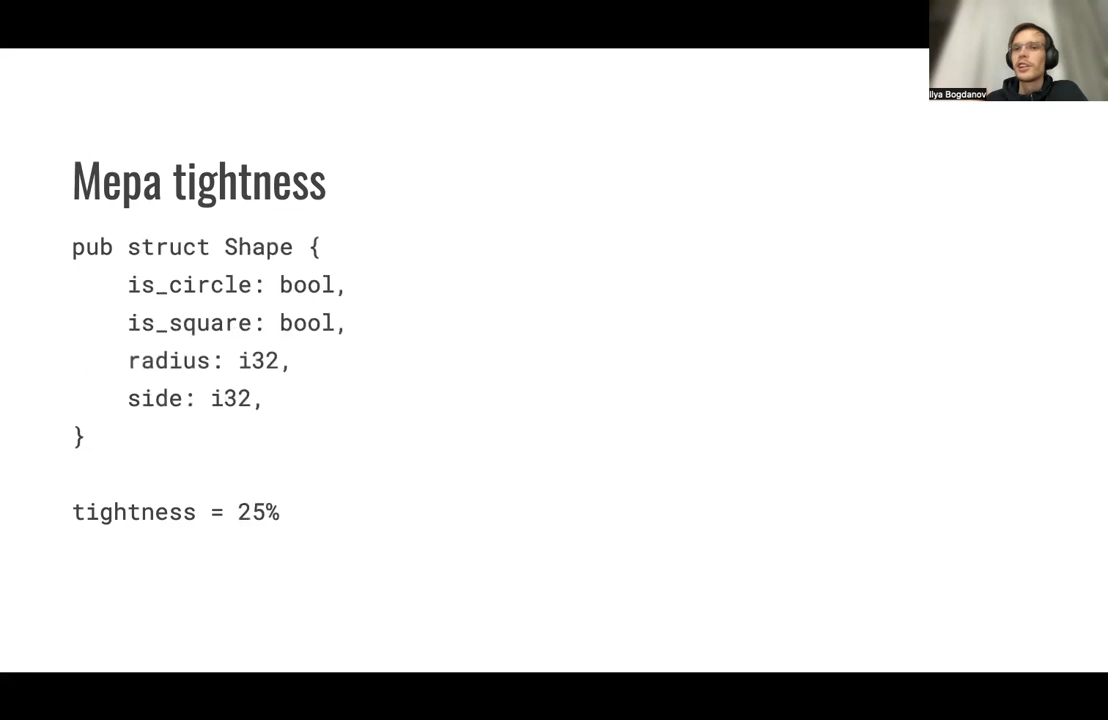 Ilya Bogdanov
Мера tightness
pub struct Shape {
    is_circle: bool,
    is_square: bool,
    radius: i32,
    side: i32,
}
tightness = 25%